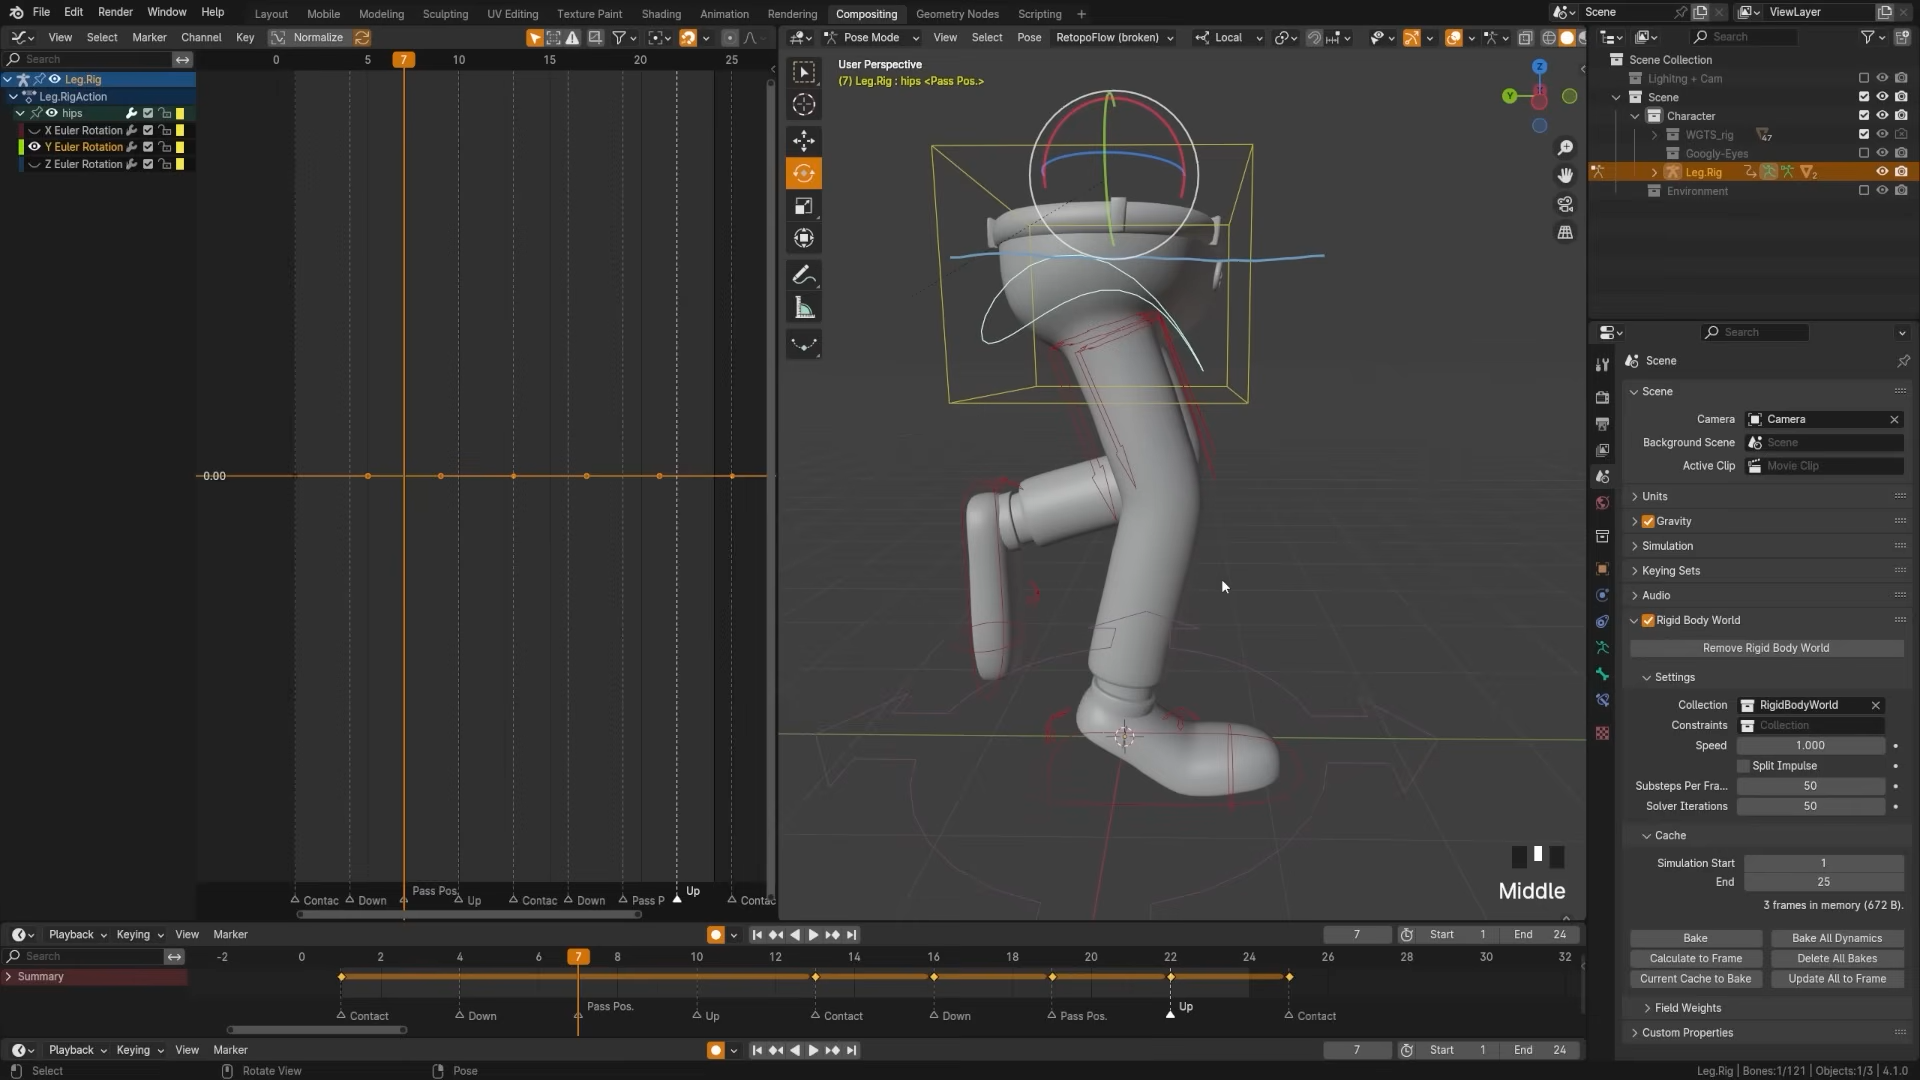 File Edit Render Window Help Layout Mobile Modeling Sculpting UV Editing Texture Paint Shading Animation Rendering Compositing Geometry Nodes Scripting +
Scene
ViewLayer
View Select Marker Channel Key Normalize
Pose Mode View Select Pose RetopoFlow (broken) Local
Search
Search
0 5 7 10 15 20 25
Leg.Rig
Leg.RigAction
hips
X Euler Rotation
Y Euler Rotation
Z Euler Rotation
0.00
Contac Down Pass Pos. Up Contac Down Pass P Up Contac
User Perspective
(7) Leg.Rig : hips <Pass Pos.>
Z
Y
Middle
Scene Collection
Lighitng + Cam
Scene
Character
WGTS_rig 47
Googly-Eyes
Leg.Rig 2
Environment
Search
Scene
Scene
Camera Camera
Background Scene Scene
Active Clip Movie Clip
Units
Gravity
Simulation
Keying Sets
Audio
Rigid Body World
Remove Rigid Body World
Settings
Collection RigidBodyWorld
Constraints Collection
Speed 1.000
Split Impulse
Substeps Per Fra... 50
Solver Iterations 50
Cache
Simulation Start 1
End 25
3 frames in memory (672 B).
Bake Bake All Dynamics
Calculate to Frame Delete All Bakes
Current Cache to Bake Update All to Frame
Field Weights
Custom Properties
Playback Keying View Marker 7 Start 1 End 24
Search -2 0 2 4 6 7 8 10 12 14 16 18 20 22 24 26 28 30 32
Summary
Contact Down Pass Pos. Up Contact Down Pass Pos. Up Contact
Playback Keying View Marker 7 Start 1 End 24
Select Rotate View Pose
Leg.Rig | Bones:1/121 | Objects:1/3 | 4.1.0